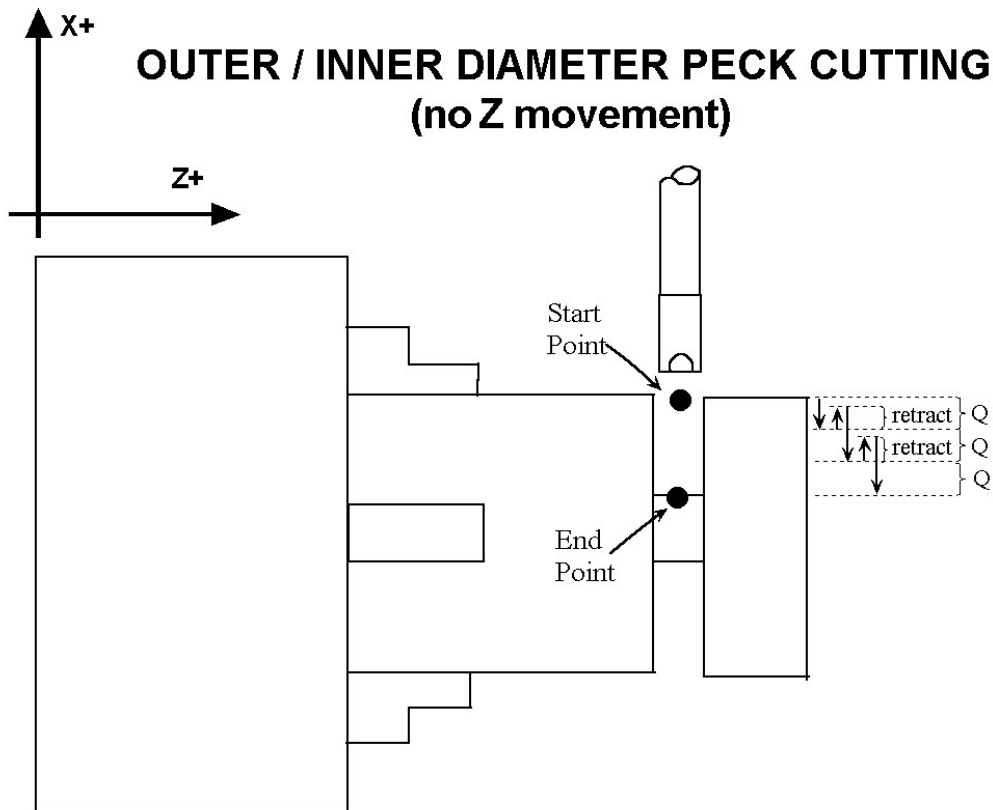 X+
OUTER / INNER DIAMETER PECK CUTTING
(no Z movement)
Z+
Start
Point
retract
Q
retract
Q
Q
End
Point